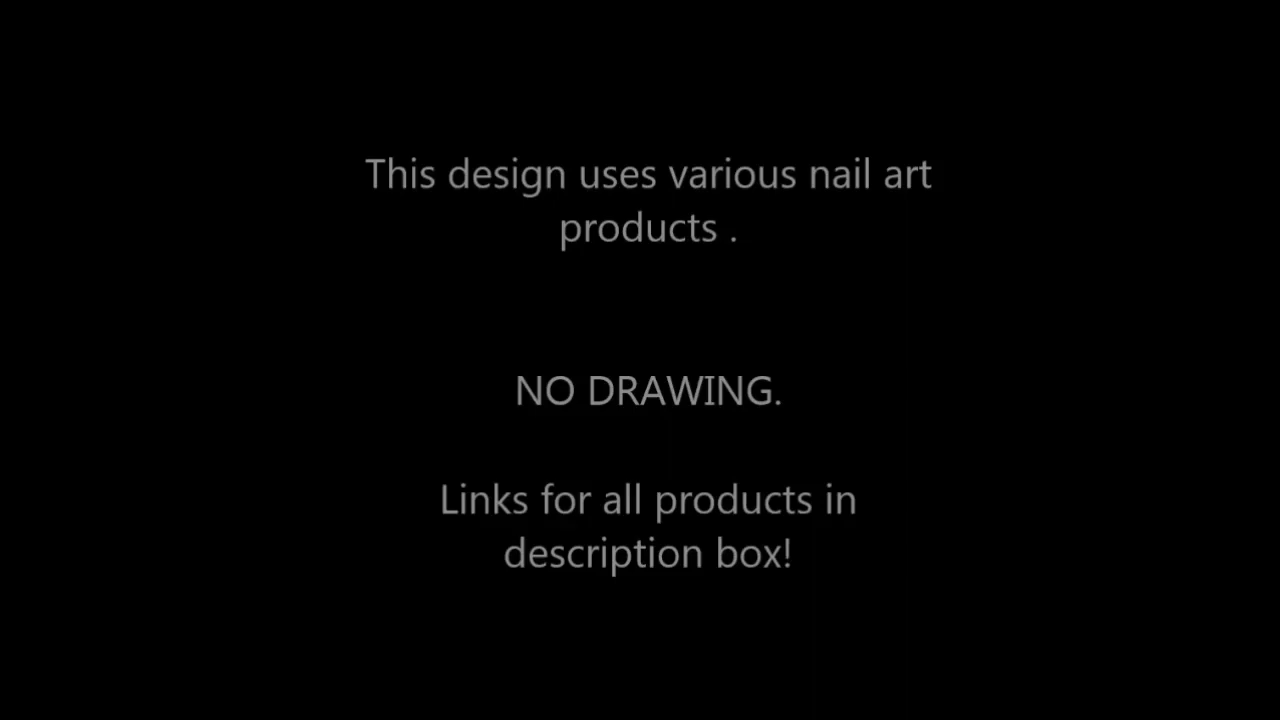 This design uses various nail art
products .
NO DRAWING.
Links for all products in
description box!